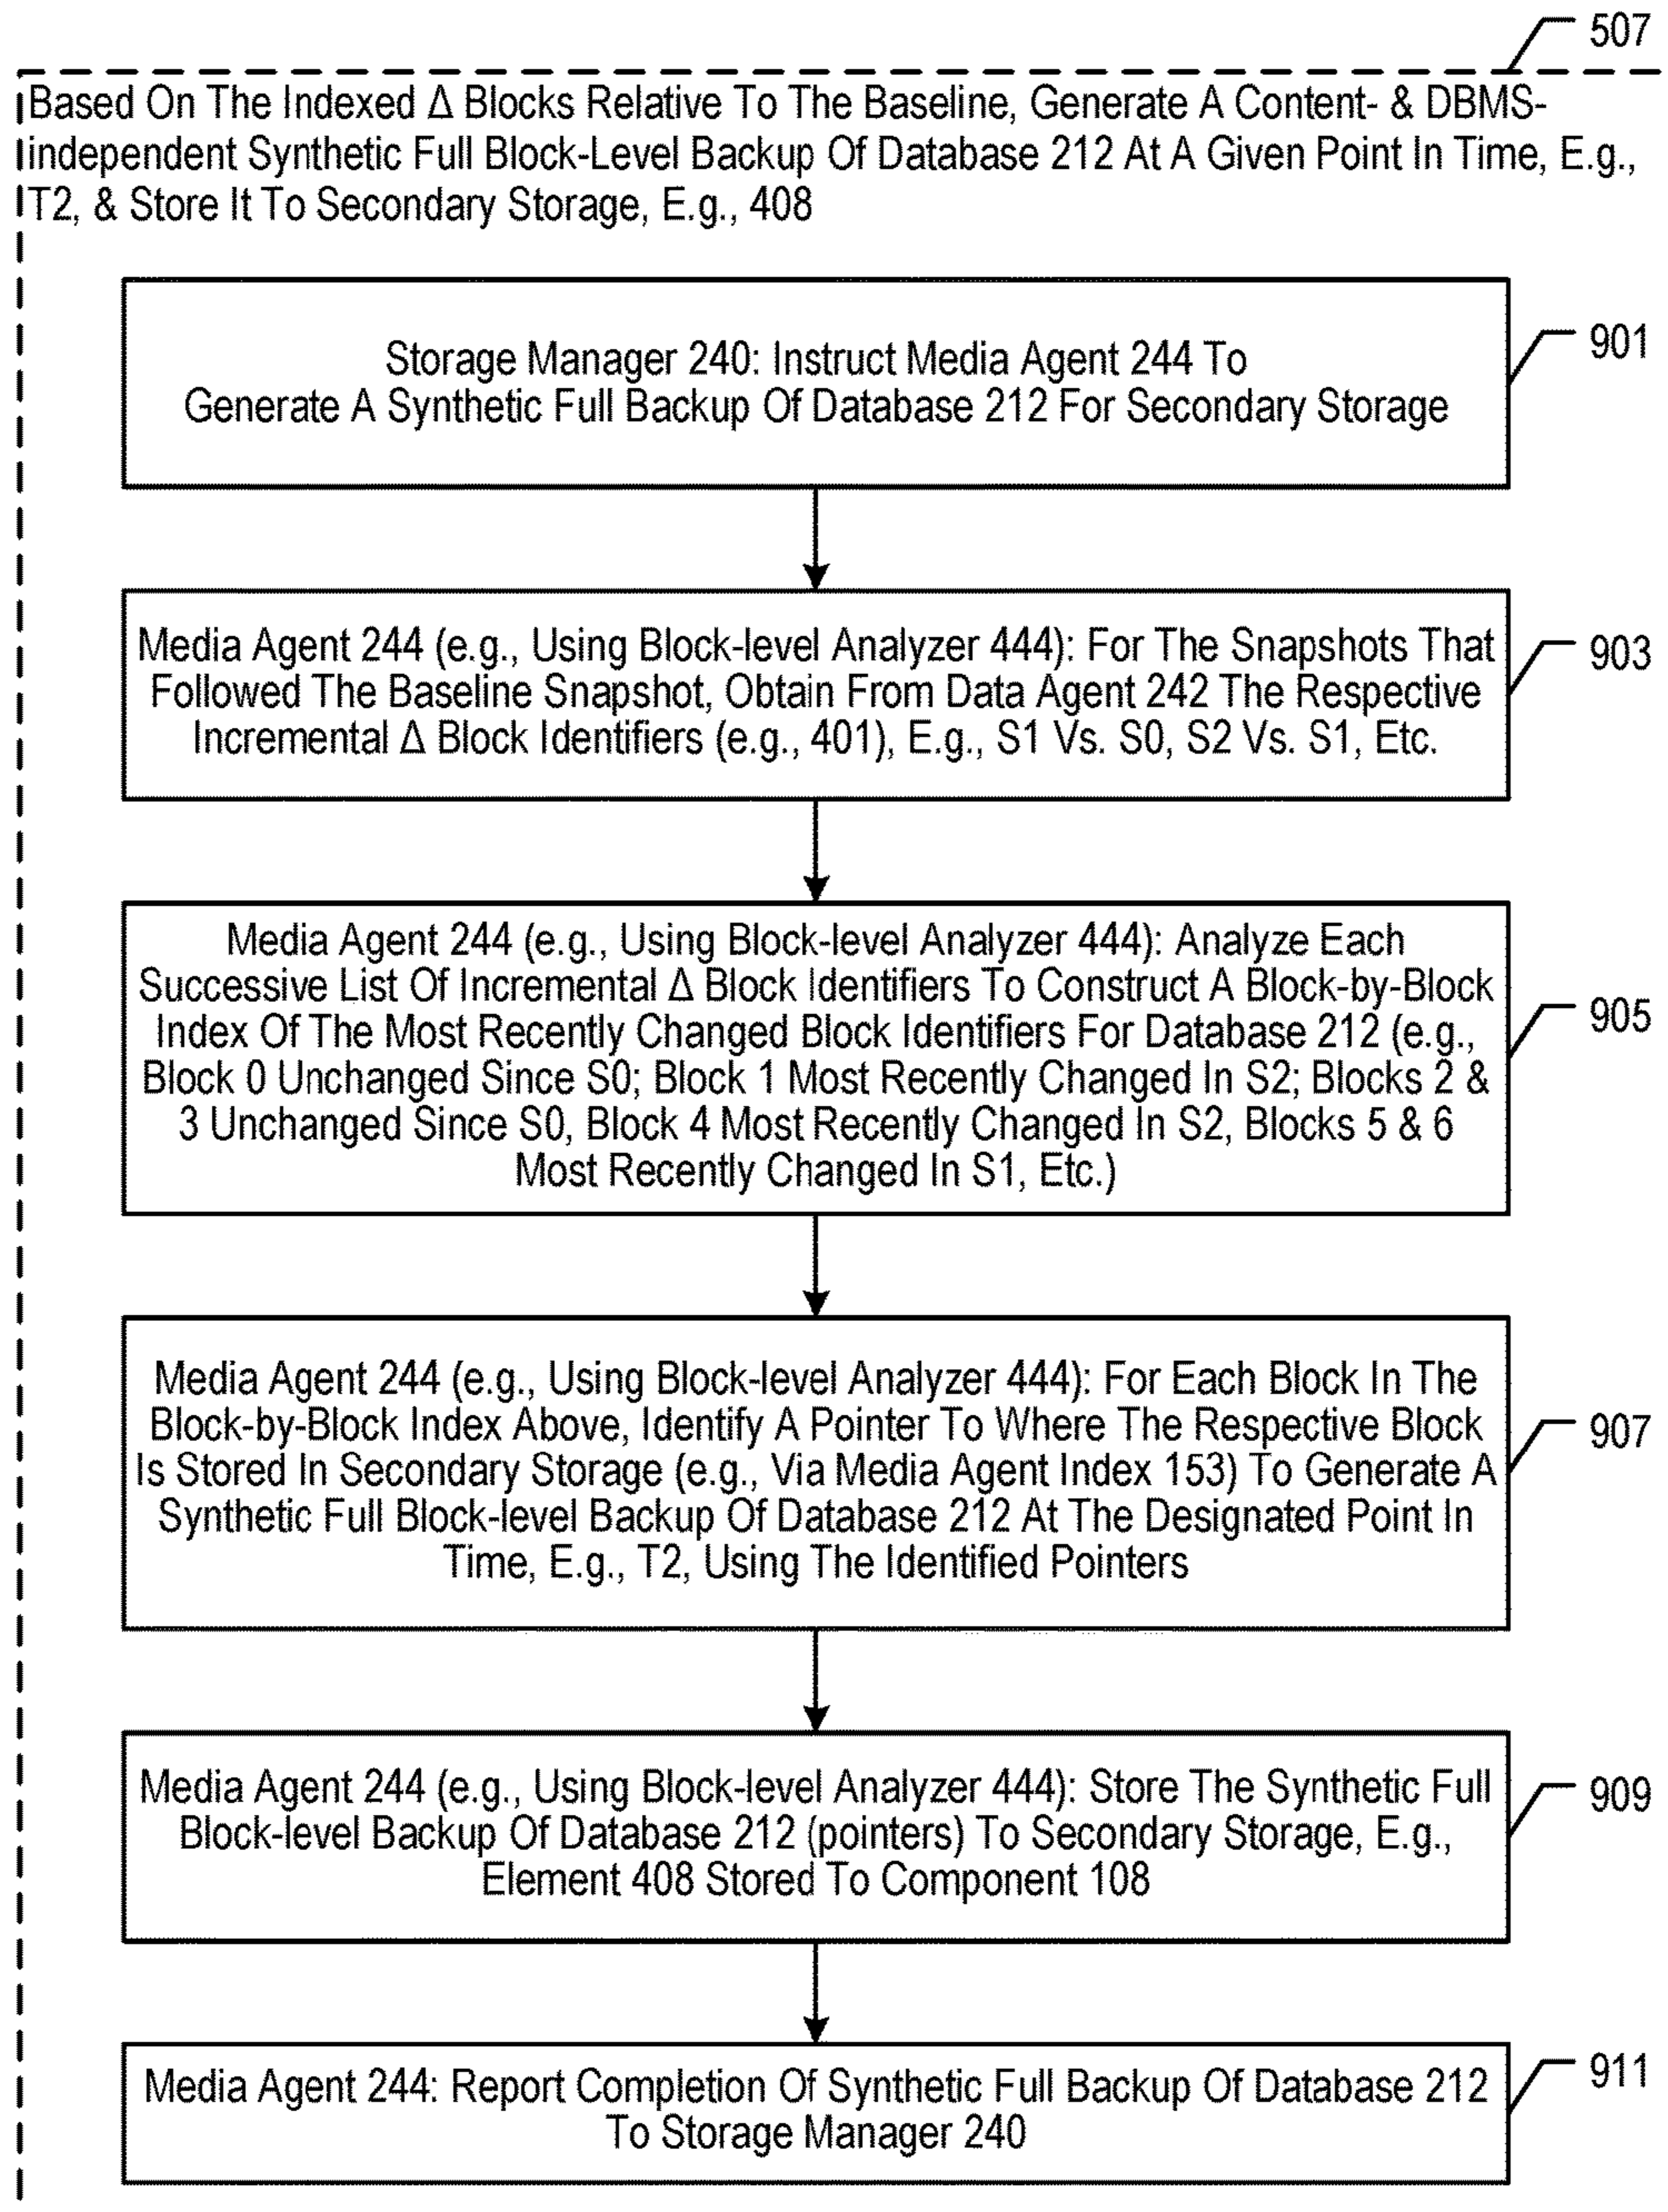 507
Based On The Indexed Δ Blocks Relative To The Baseline, Generate A Content- & DBMS-
independent Synthetic Full Block-Level Backup Of Database 212 At A Given Point In Time, E.g.,
T2, & Store It To Secondary Storage, E.g., 408
901
Storage Manager 240: Instruct Media Agent 244 To
Generate A Synthetic Full Backup Of Database 212 For Secondary Storage
903
Media Agent 244 (e.g., Using Block-level Analyzer 444): For The Snapshots That
Followed The Baseline Snapshot, Obtain From Data Agent 242 The Respective
Incremental Δ Block Identifiers (e.g., 401), E.g., S1 Vs. S0, S2 Vs. S1, Etc.
905
Media Agent 244 (e.g., Using Block-level Analyzer 444): Analyze Each
Successive List Of Incremental Δ Block Identifiers To Construct A Block-by-Block
Index Of The Most Recently Changed Block Identifiers For Database 212 (e.g.,
Block 0 Unchanged Since S0; Block 1 Most Recently Changed In S2; Blocks 2 &
3 Unchanged Since S0, Block 4 Most Recently Changed In S2, Blocks 5 & 6
Most Recently Changed In S1, Etc.)
907
Media Agent 244 (e.g., Using Block-level Analyzer 444): For Each Block In The
Block-by-Block Index Above, Identify A Pointer To Where The Respective Block
Is Stored In Secondary Storage (e.g., Via Media Agent Index 153) To Generate A
Synthetic Full Block-level Backup Of Database 212 At The Designated Point In
Time, E.g., T2, Using The Identified Pointers
909
Media Agent 244 (e.g., Using Block-level Analyzer 444): Store The Synthetic Full
Block-level Backup Of Database 212 (pointers) To Secondary Storage, E.g.,
Element 408 Stored To Component 108
911
Media Agent 244: Report Completion Of Synthetic Full Backup Of Database 212
To Storage Manager 240